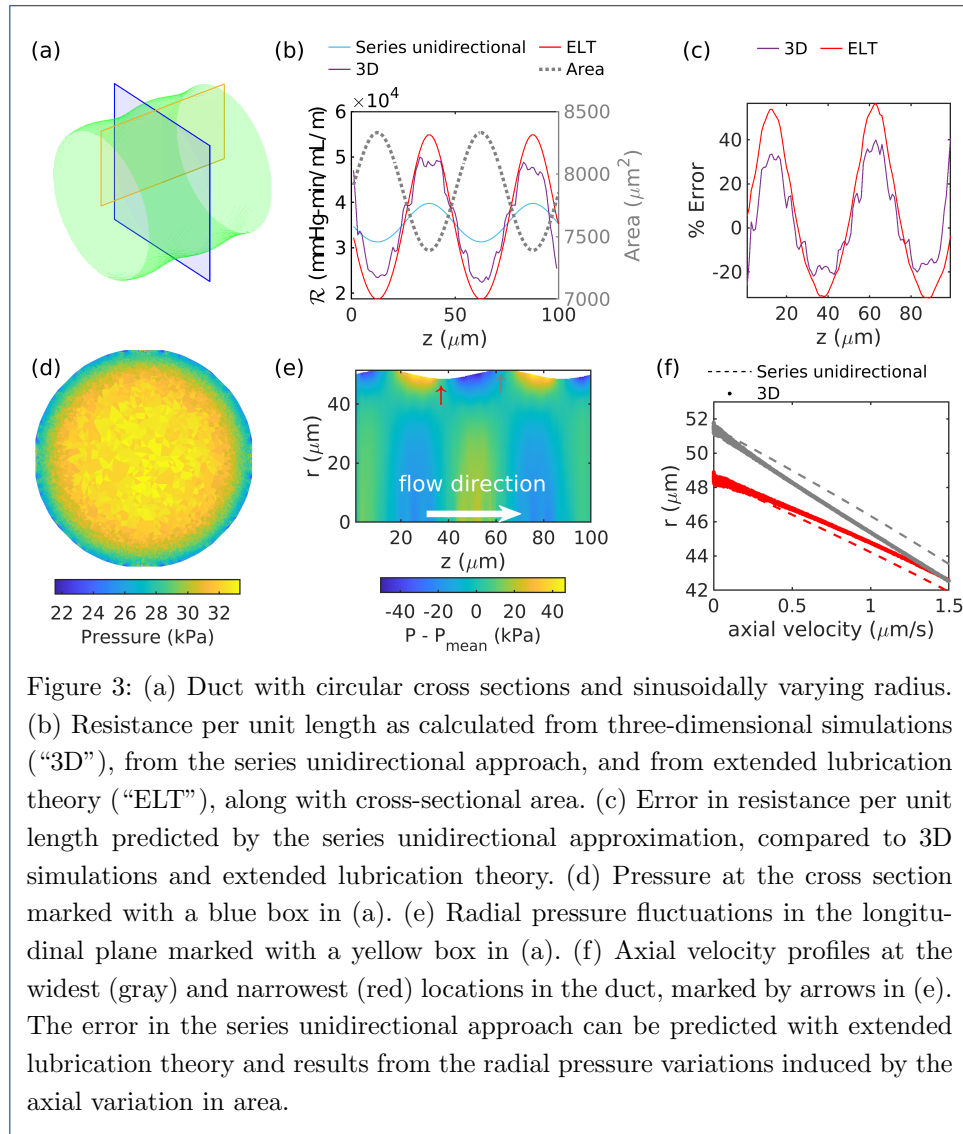 (a)
(b)
Series unidirectional
ELT
3D
Area
×10⁴
6
5
4
3
2
ℛ (mmHg-min/mL/m)
8500
8000
7500
7000
Area (μm²)
0
50
100
z (μm)
(c)
3D
ELT
40
20
0
-20
% Error
20
40
60
80
z (μm)
(d)
22 24 26 28 30 32
Pressure (kPa)
(e)
40
20
0
r (μm)
flow direction
20 40 60 80 100
z (μm)
-40 -20 0 20 40
P - Pmean (kPa)
(f)
Series unidirectional
3D
52
50
48
46
44
42
r (μm)
0 0.5 1 1.5
axial velocity (μm/s)
Figure 3: (a) Duct with circular cross sections and sinusoidally varying radius.
(b) Resistance per unit length as calculated from three-dimensional simulations
(“3D”), from the series unidirectional approach, and from extended lubrication
theory (“ELT”), along with cross-sectional area. (c) Error in resistance per unit
length predicted by the series unidirectional approximation, compared to 3D
simulations and extended lubrication theory. (d) Pressure at the cross section
marked with a blue box in (a). (e) Radial pressure fluctuations in the longitu-
dinal plane marked with a yellow box in (a). (f) Axial velocity profiles at the
widest (gray) and narrowest (red) locations in the duct, marked by arrows in (e).
The error in the series unidirectional approach can be predicted with extended
lubrication theory and results from the radial pressure variations induced by the
axial variation in area.